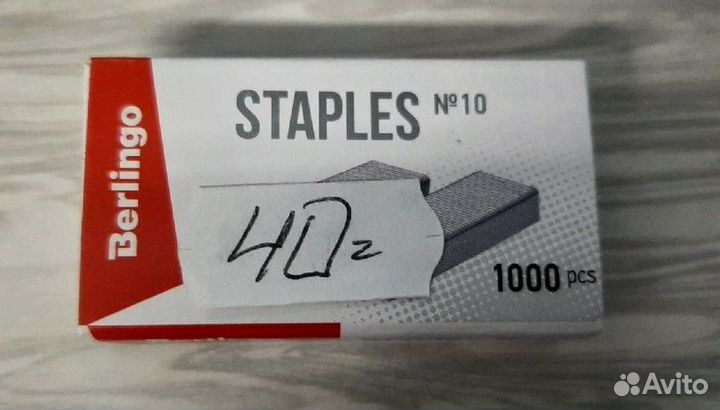 Berlingo
STAPLES №10
40
1000 pcs
Avito